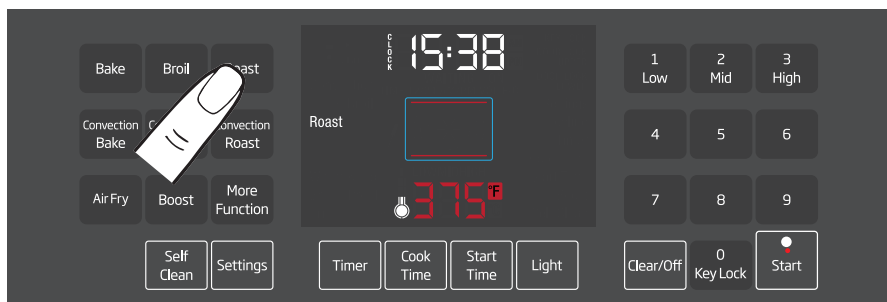 CLOCK 15:38
Bake
Broil
Roast
1
Low
2
Mid
3
High
Convection
Bake
Convection
Roast
Roast
4
5
6
Air Fry
Boost
More
Function
375°F
7
8
9
Self
Clean
Settings
Timer
Cook
Time
Start
Time
Light
Clear/Off
0
Key Lock
Start